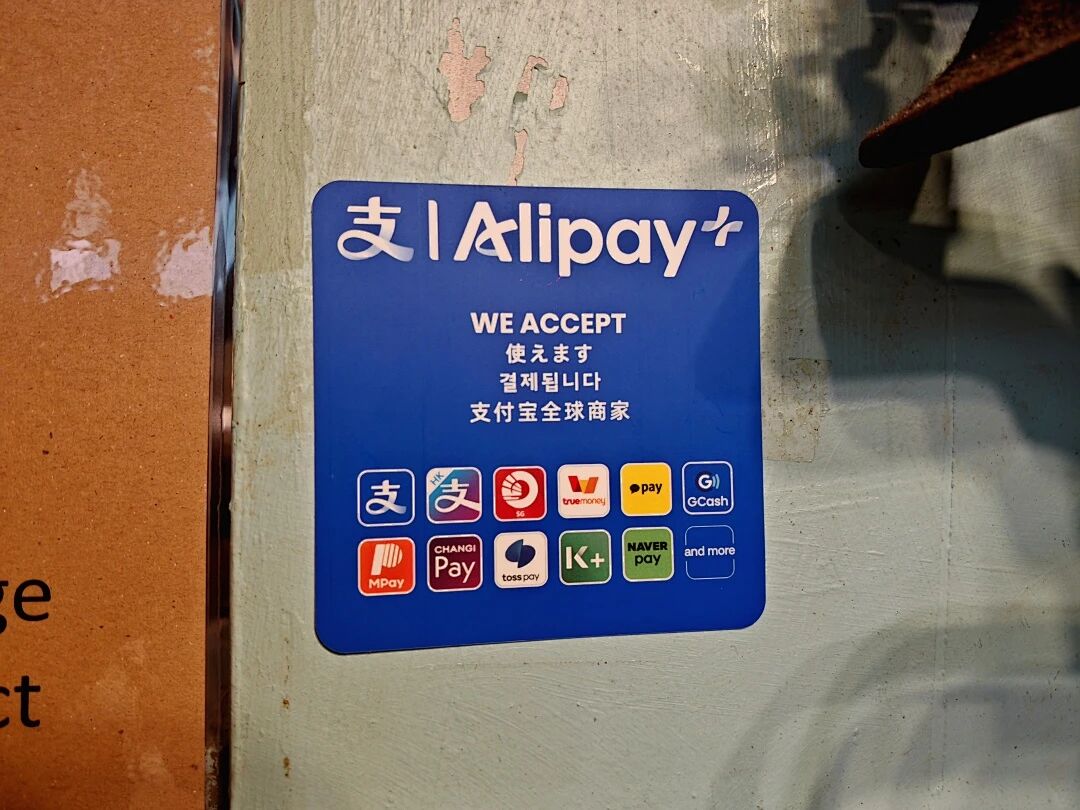 支 | Alipay+
WE ACCEPT
使えます
결제됩니다
支付宝全球商家
支
HK 支
SG
truemoney
pay
GCash
MPay
CHANGI Pay
toss pay
K+
NAVER pay
and more
ge
ct